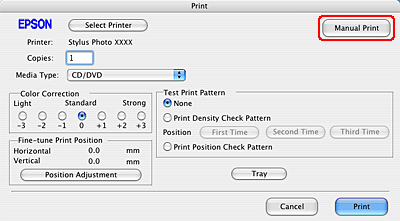 Print
EPSON Select Printer Manual Print
Printer: Stylus Photo XXXX
Copies: 1
Media Type: CD/DVD
Color Correction
Light Standard Strong
-3 -2 -1 0 +1 +2 +3
Fine-tune Print Position
Horizontal 0.0 mm
Vertical 0.0 mm
Position Adjustment
Test Print Pattern
None
Print Density Check Pattern
Position First Time Second Time Third Time
Print Position Check Pattern
Tray
Cancel Print